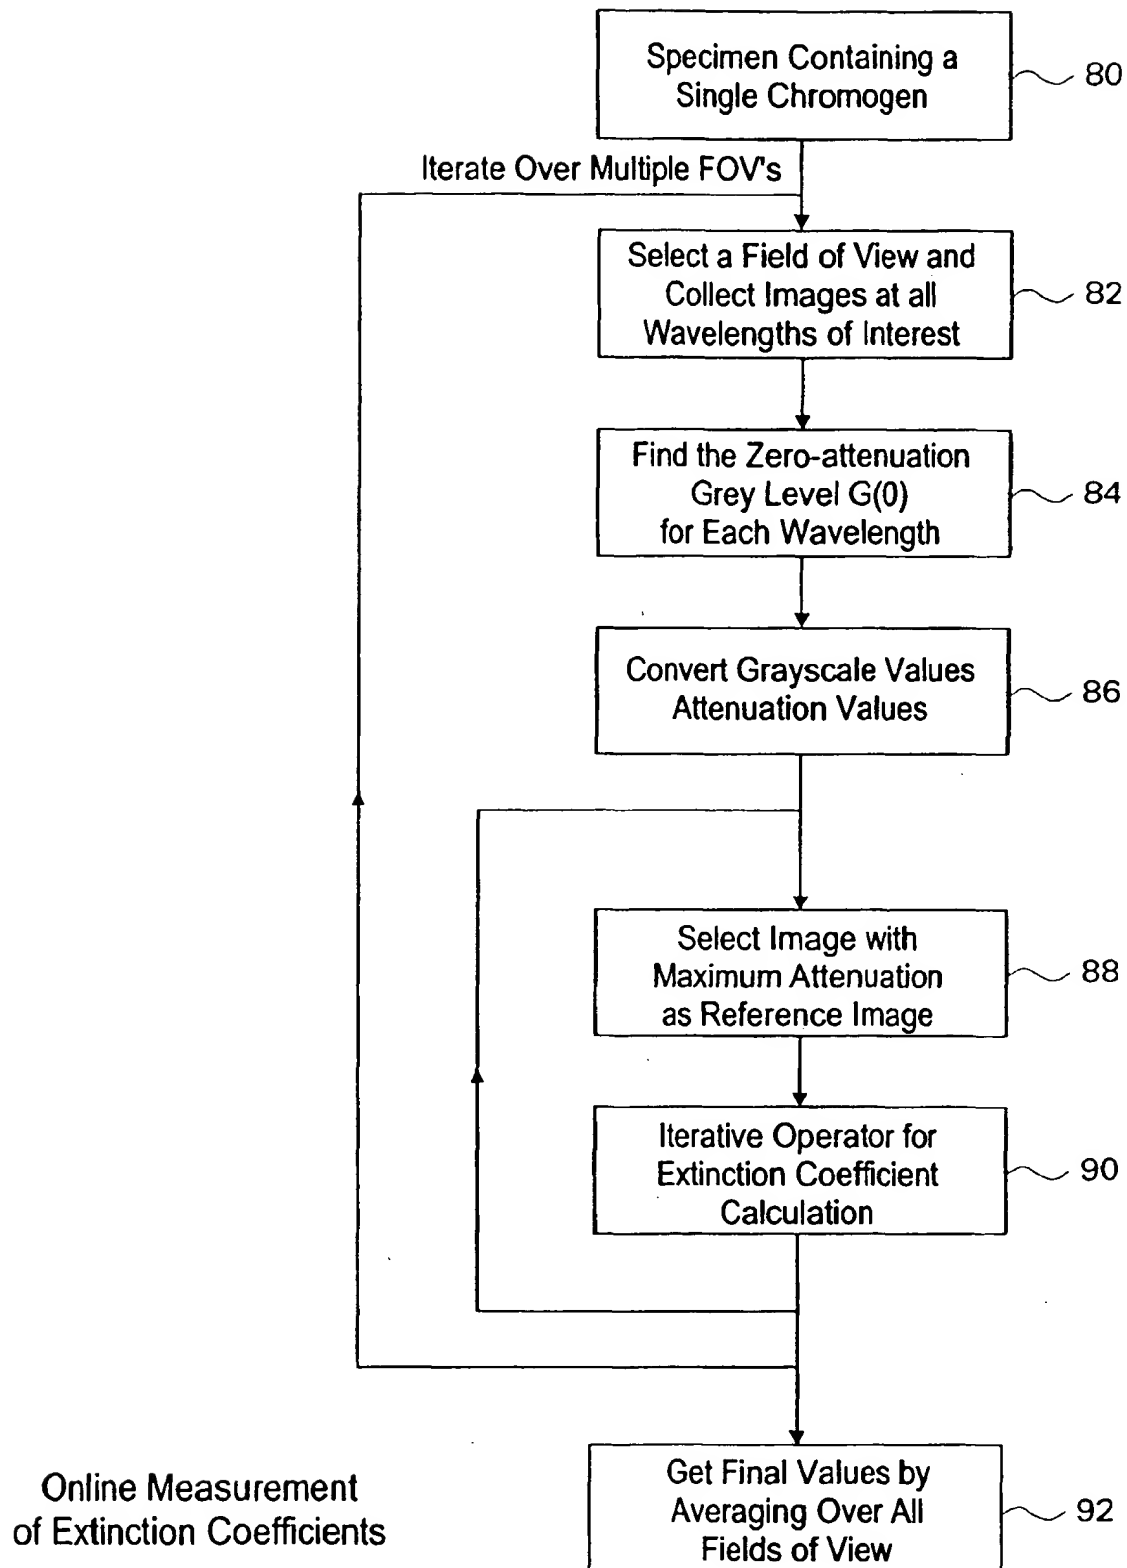 Specimen Containing a
Single Chromogen
80
Iterate Over Multiple FOV's
Select a Field of View and
Collect Images at all
Wavelengths of Interest
82
Find the Zero-attenuation
Grey Level G(0)
for Each Wavelength
84
Convert Grayscale Values
Attenuation Values
86
Select Image with
Maximum Attenuation
as Reference Image
88
Iterative Operator for
Extinction Coefficient
Calculation
90
Get Final Values by
Averaging Over All
Fields of View
92
Online Measurement
of Extinction Coefficients